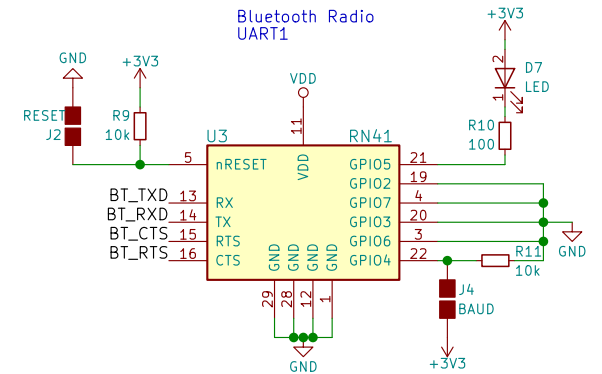 Bluetooth Radio
UART1
+3V3
GND
+3V3
D7
LED
2
1
VDD
RESET
J2
R9
10k
R10
100
11
U3
RN41
5
nRESET
VDD
GPIO5
21
GPIO2
19
BT_TXD
13
RX
GPIO7
4
BT_RXD
14
TX
GPIO3
20
BT_CTS
15
RTS
GPIO6
3
BT_RTS
16
CTS
GPIO4
22
GND
GND
GND
GND
R11
10k
GND
29
28
12
1
J4
BAUD
GND
+3V3